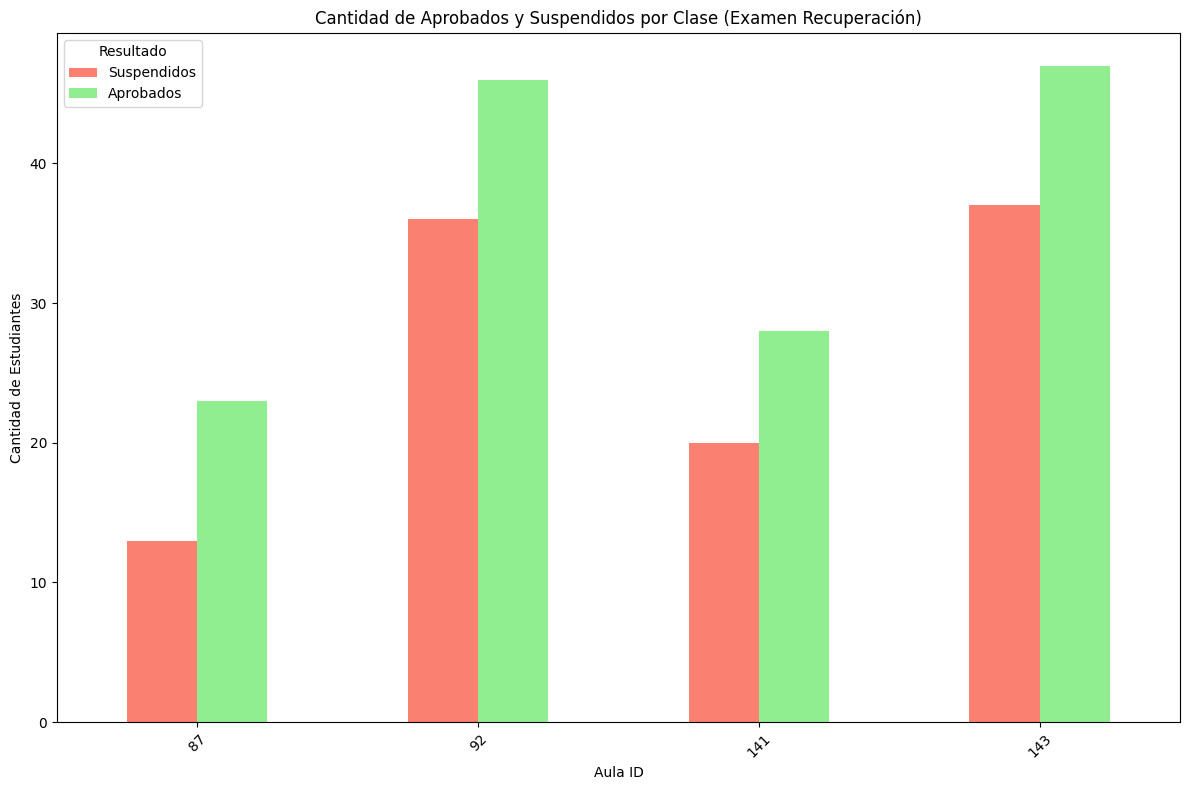 Cantidad de Aprobados y Suspendidos por Clase (Examen Recuperación)
Resultado
Suspendidos
Aprobados
Cantidad de Estudiantes
40
30
20
10
0
87
92
141
143
Aula ID